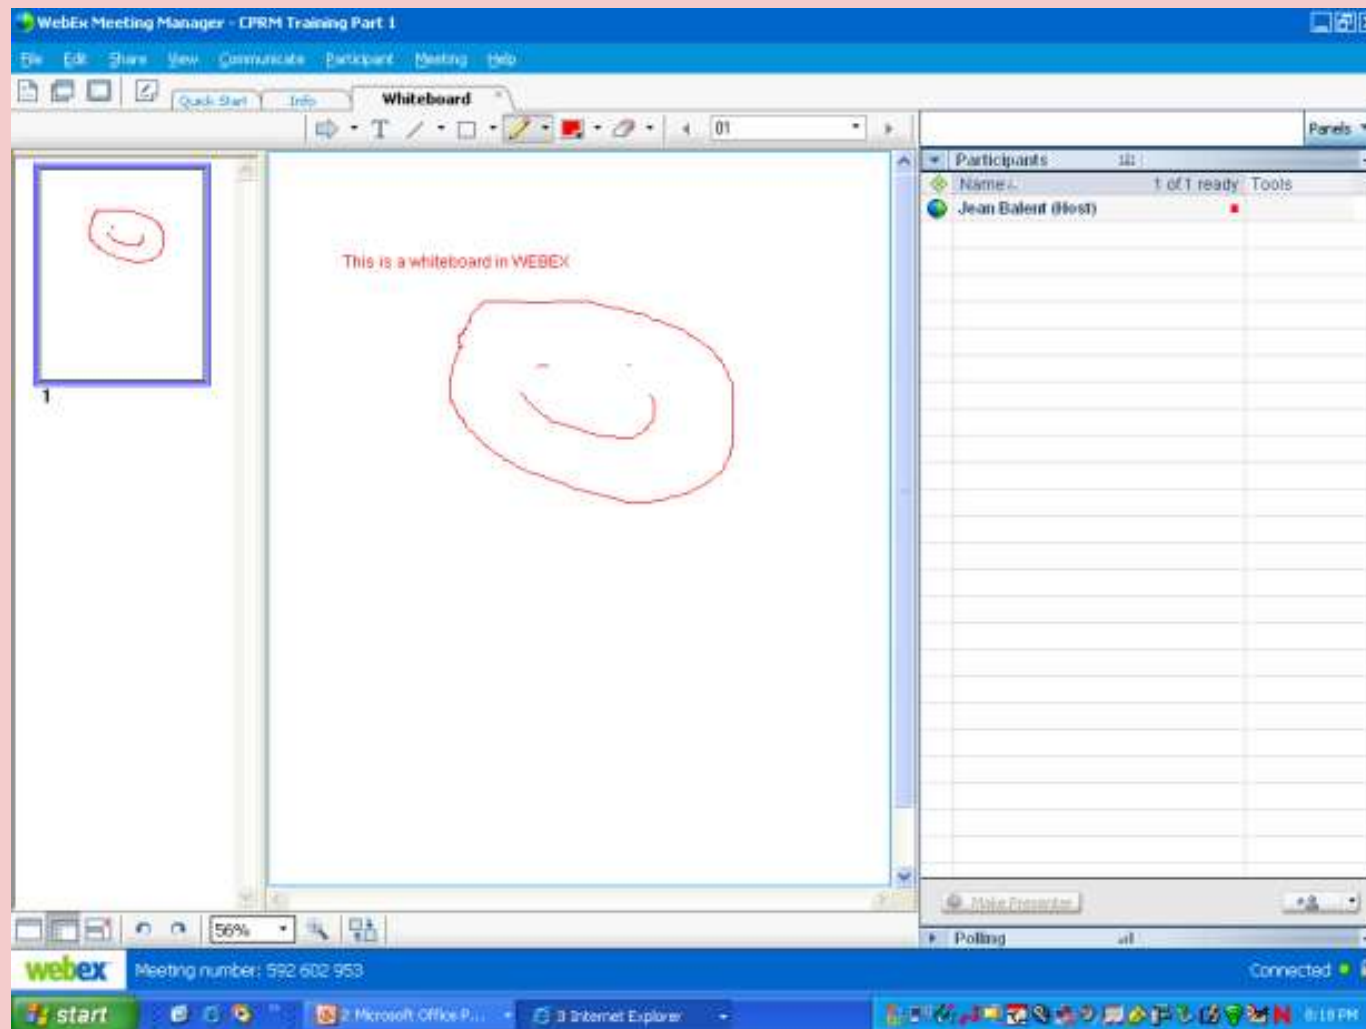 WebEx Meeting Manager - CPRM Training Part 1
File Edit Share View Communicate Participant Meeting Help
Quick Start Info Whiteboard
T 01 Panels
Participants
Name 1 of 1 ready Tools
Jean Balent (Host)
This is a whiteboard in WEBEX
1
Make Presenter
56%
Polling
webex Meeting number: 592 602 953 Connected
start 2 Microsoft Office P... 3 Internet Explorer 8:18 PM